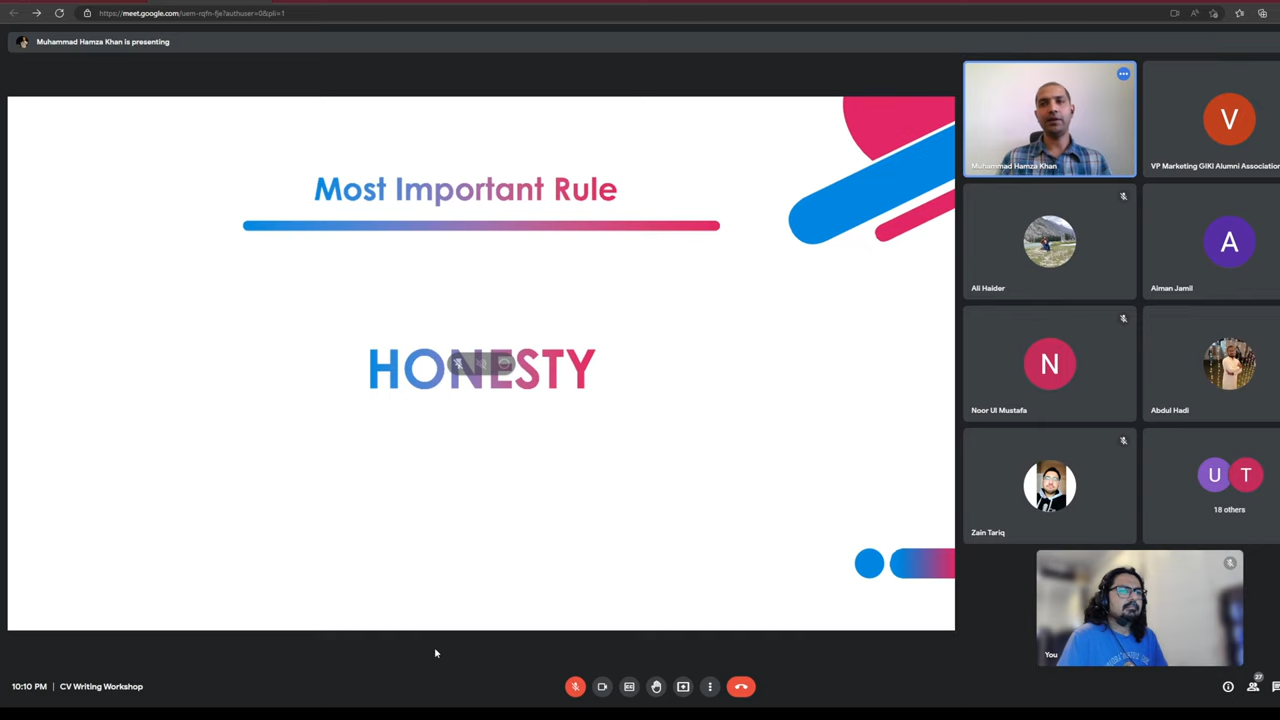 https://meet.google.com/uem-rqfn-fje?authuser=0&pli=1
Muhammad Hamza Khan is presenting
Most Important Rule
HONESTY
Muhammad Hamza Khan
V
VP Marketing GIKI Alumni Association
Ali Haider
A
Aiman Jamil
N
Noor Ul Mustafa
Abdul Hadi
Zain Tariq
U T
18 others
You
10:10 PM | CV Writing Workshop
27